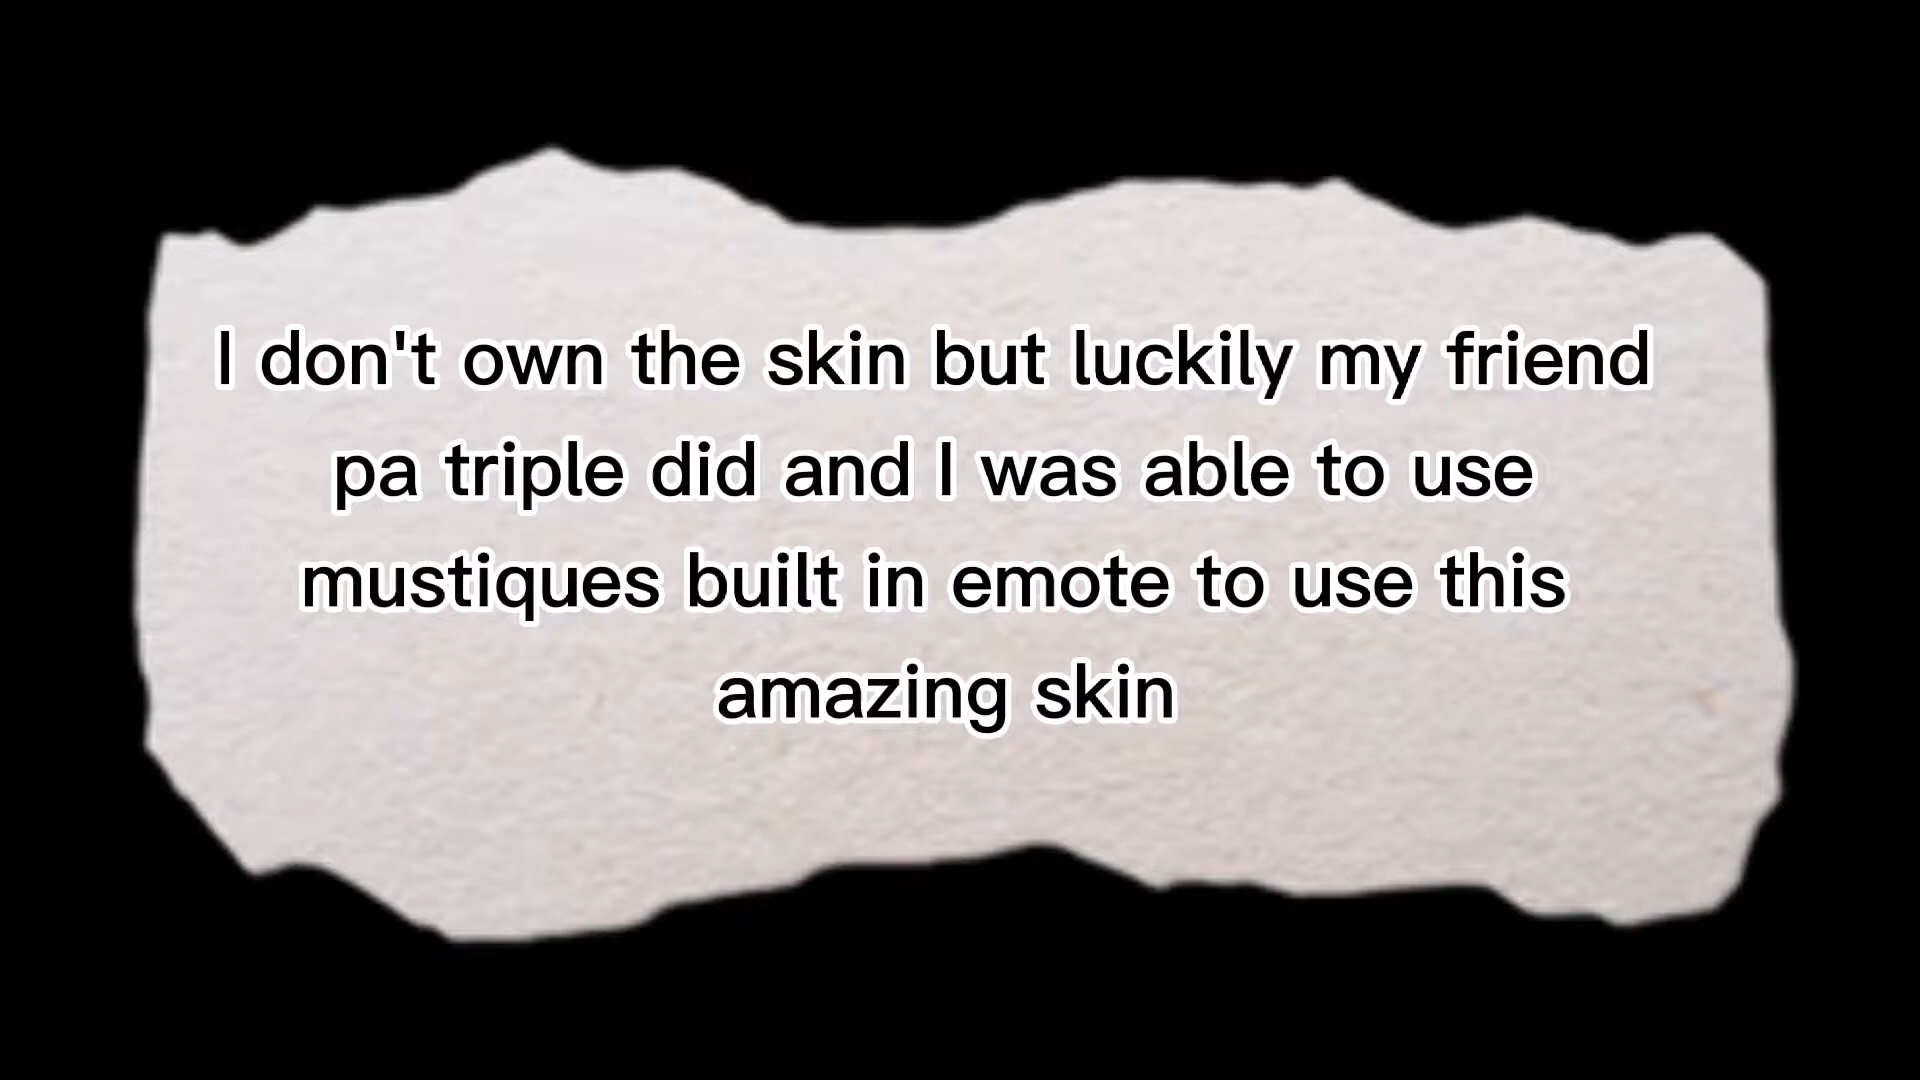 I don't own the skin but luckily my friend
pa triple did and I was able to use
mustiques built in emote to use this
amazing skin